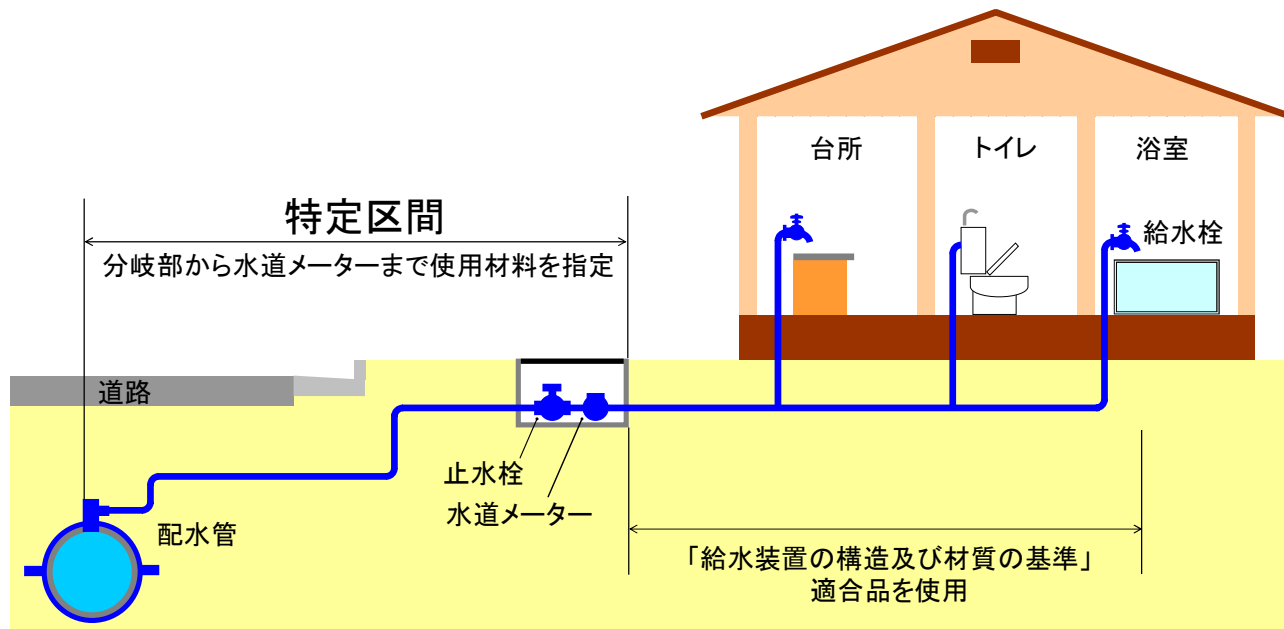 台所
トイレ
浴室
特定区間
給水栓
分岐部から水道メーターまで使用材料を指定
道路
止水栓
水道メーター
配水管
「給水装置の構造及び材質の基準」
適合品を使用